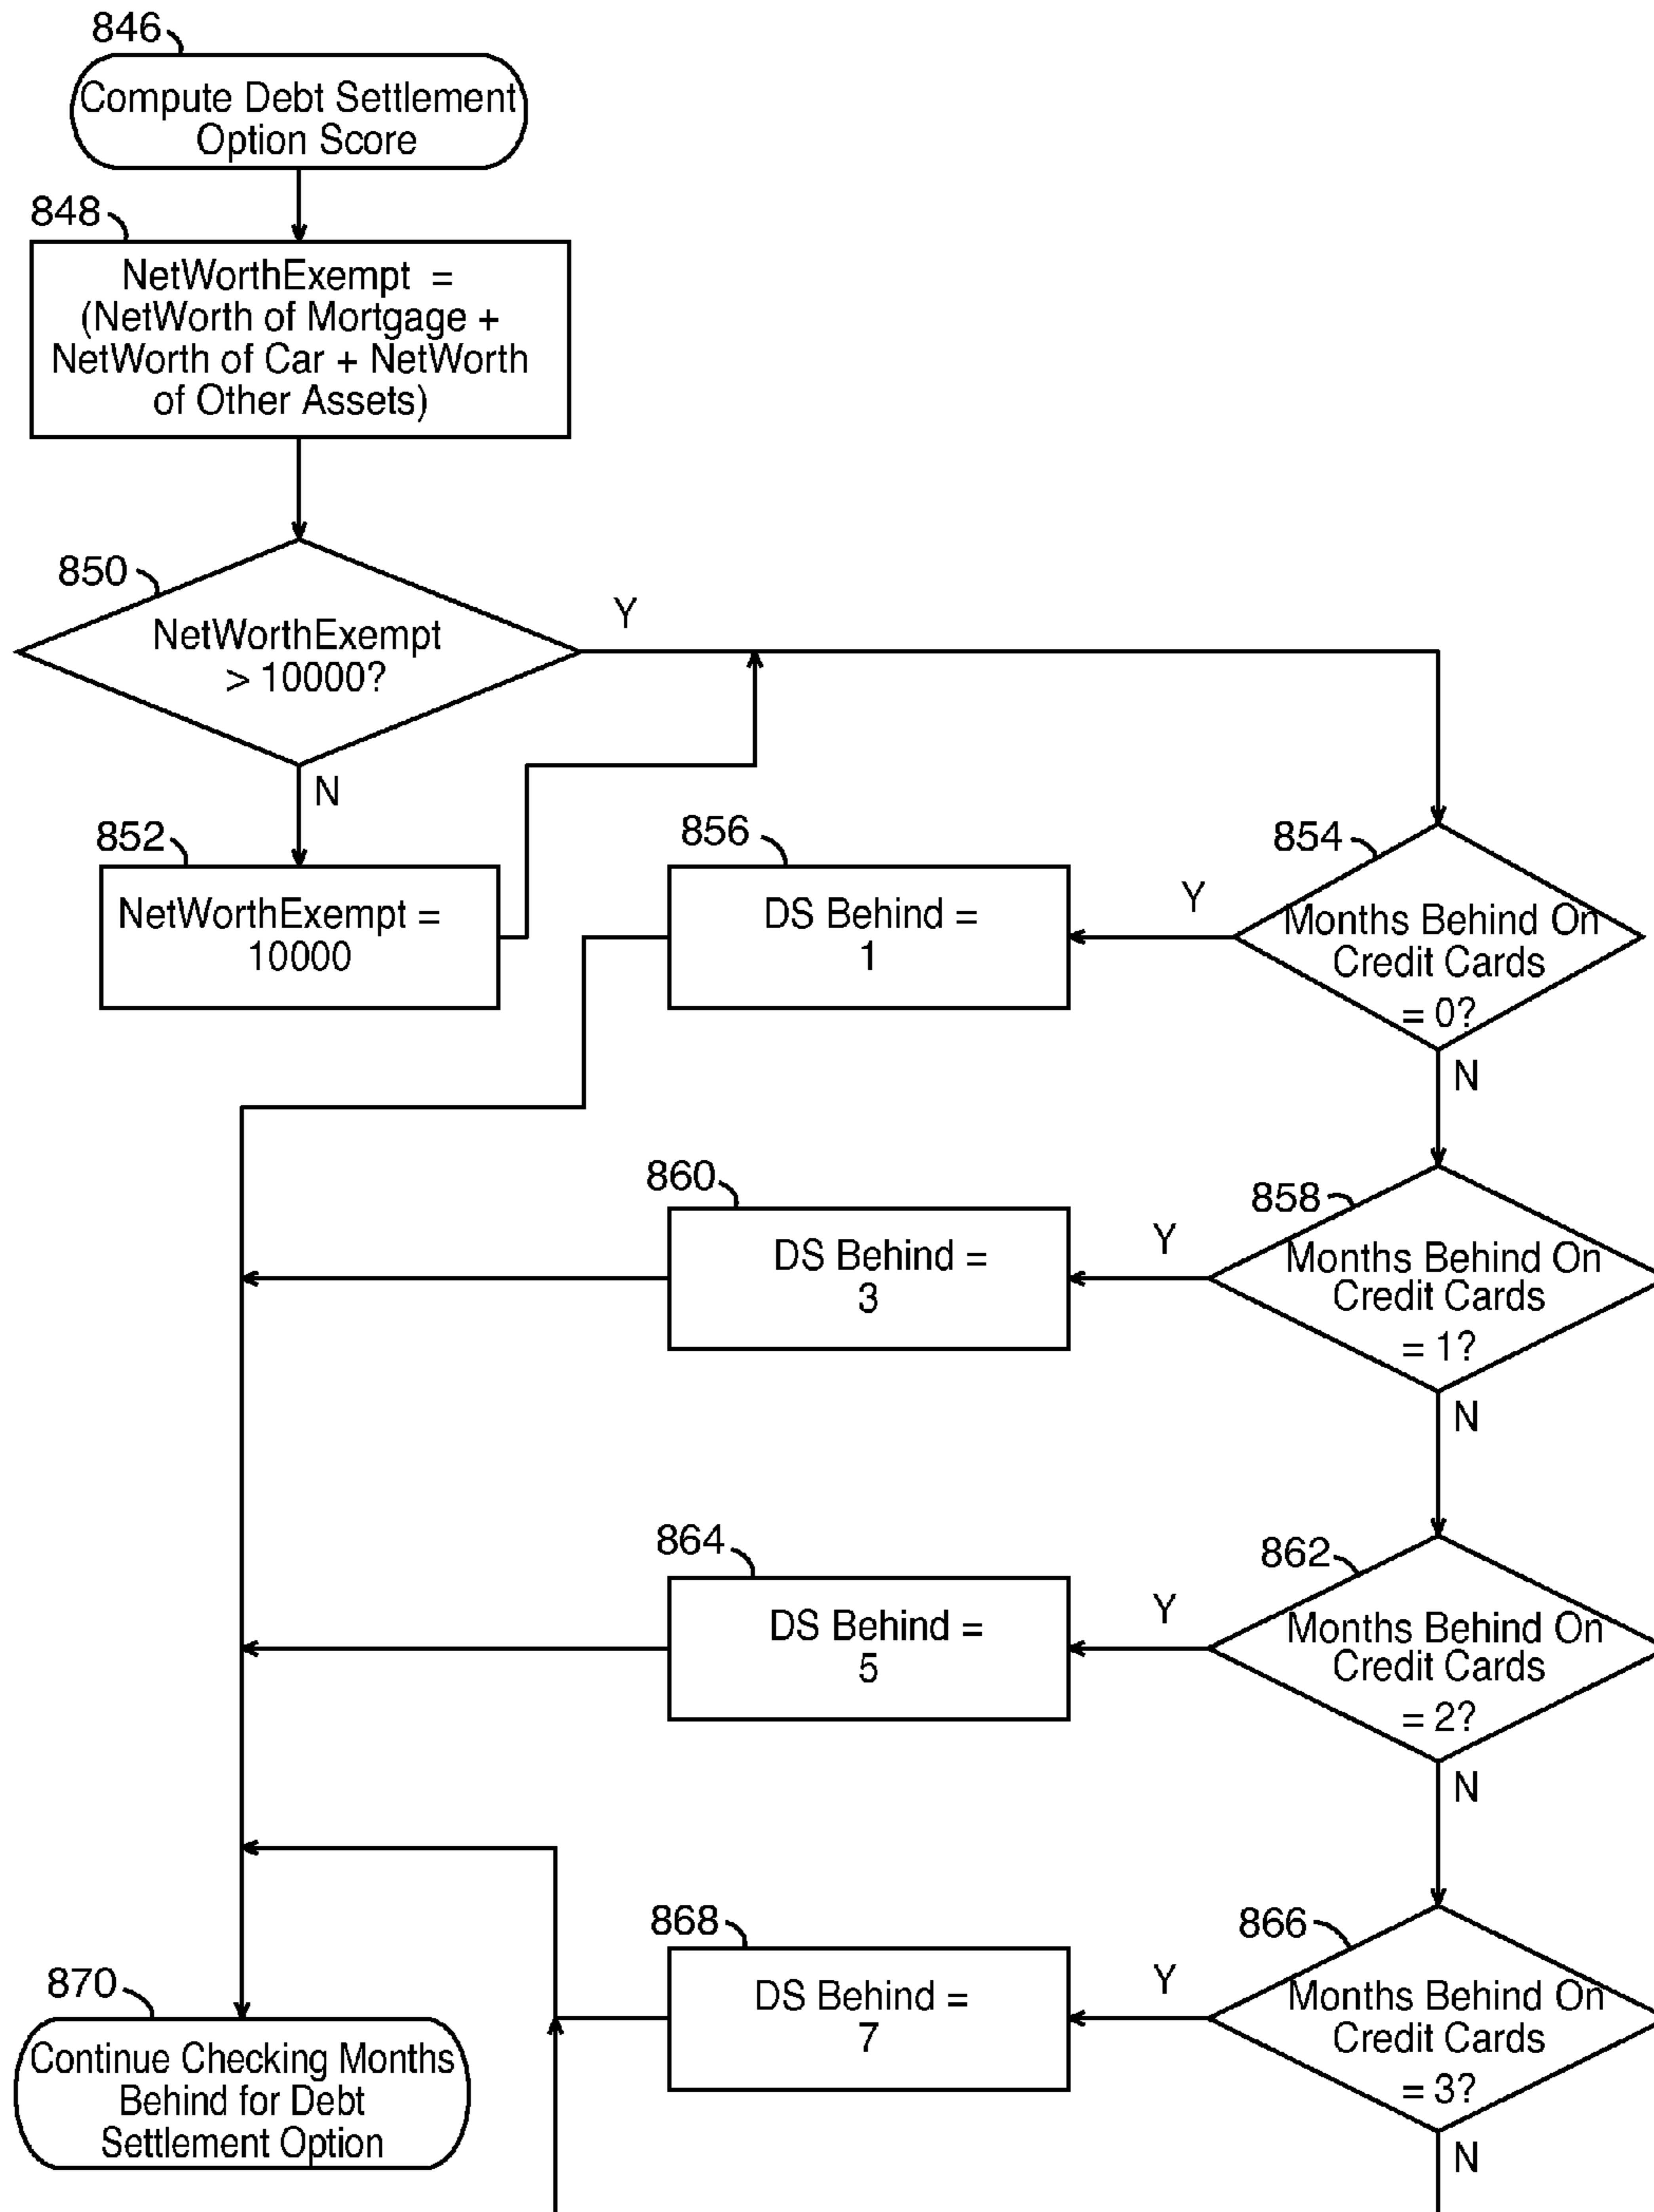 846
Compute Debt Settlement
Option Score
848
NetWorthExempt =
(NetWorth of Mortgage +
NetWorth of Car + NetWorth
of Other Assets)
850
NetWorthExempt
> 10000?
Y
N
852
NetWorthExempt =
10000
856
DS Behind =
1
Y
854
Months Behind On
Credit Cards
= 0?
N
860
DS Behind =
3
Y
858
Months Behind On
Credit Cards
= 1?
N
864
DS Behind =
5
Y
862
Months Behind On
Credit Cards
= 2?
N
868
DS Behind =
7
Y
866
Months Behind On
Credit Cards
= 3?
N
870
Continue Checking Months
Behind for Debt
Settlement Option